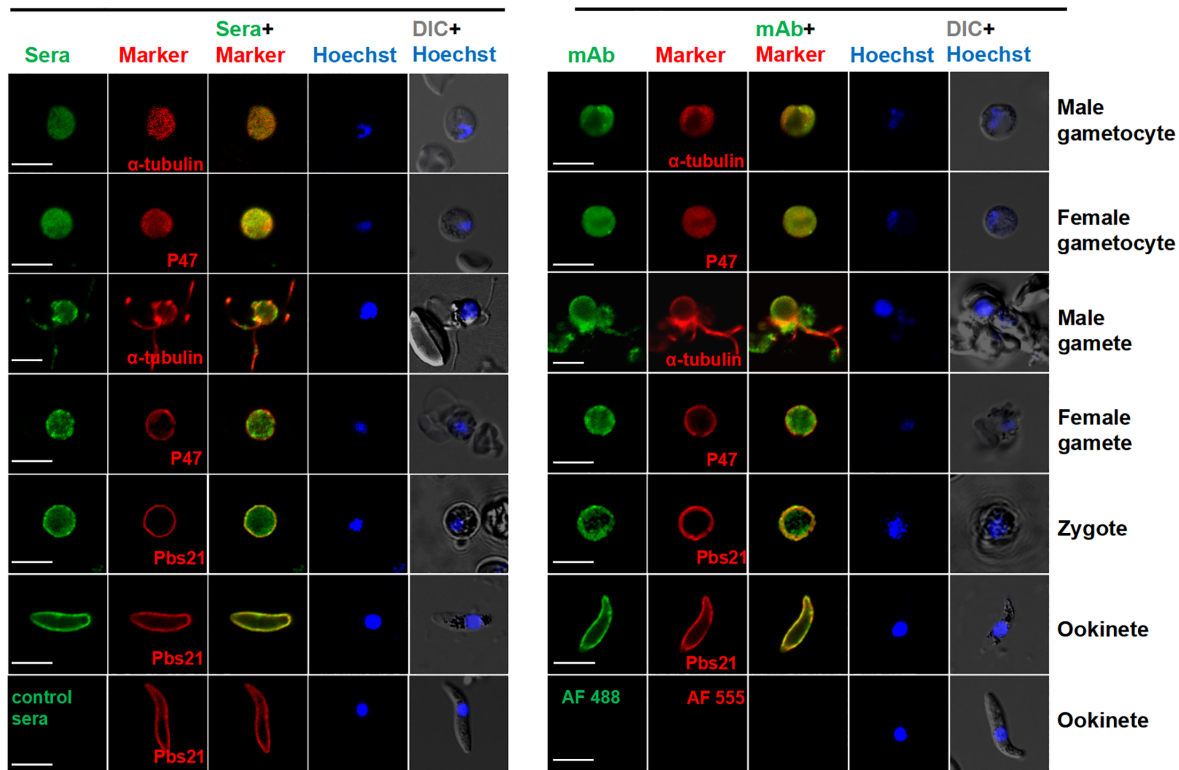 Sera+ DIC+
Sera Marker Marker Hoechst Hoechst
mAb+ DIC+
mAb Marker Marker Hoechst Hoechst
α-tubulin
α-tubulin
Male
gametocyte
P47
P47
Female
gametocyte
α-tubulin
α-tubulin
Male
gamete
P47
P47
Female
gamete
Pbs21
Pbs21
Zygote
Pbs21
Pbs21
Ookinete
control
sera
Pbs21
AF 488
AF 555
Ookinete